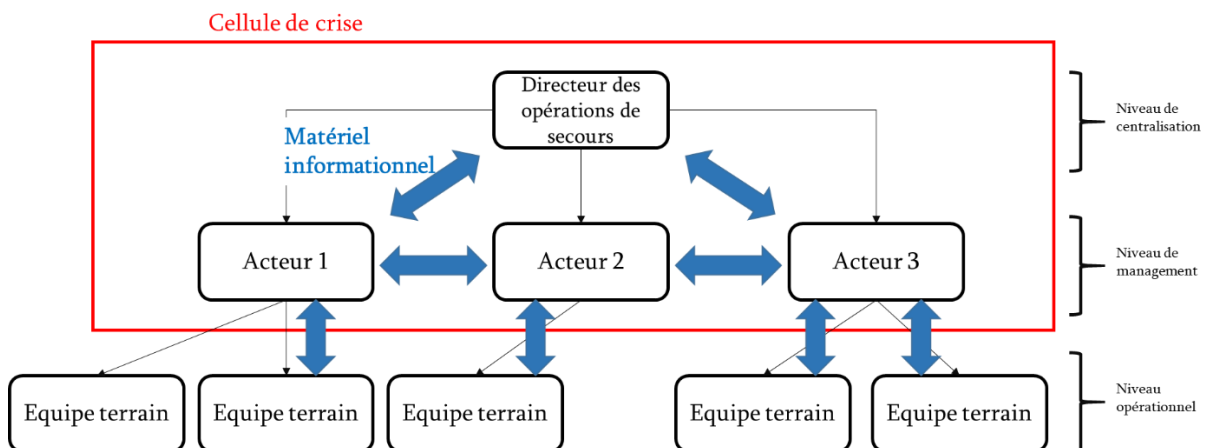 Cellule de crise
Directeur des
opérations de
secours
Niveau de
centralisation
Matériel
informationnel
Acteur 1
Acteur 2
Acteur 3
Niveau de
management
Equipe terrain
Equipe terrain
Equipe terrain
Equipe terrain
Equipe terrain
Niveau
opérationnel